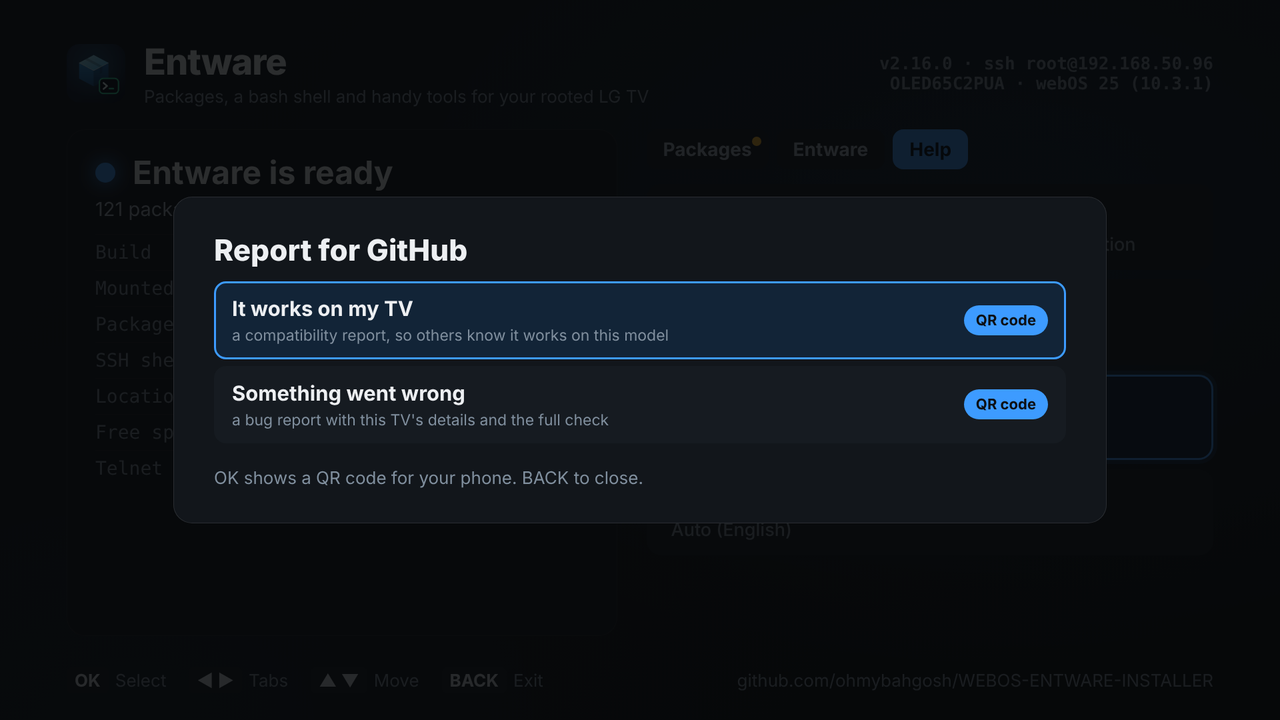 Entware
Packages, a bash shell and handy tools for your rooted LG TV
v2.16.0 · ssh root@192.168.50.96
OLED65C2PUA · webOS 25 (10.3.1)
Packages
Entware
Help
Entware is ready
121 pack
Build
Mounted
Package
SSH she
Locatio
Free sp
Telnet
tion
Report for GitHub
It works on my TV
a compatibility report, so others know it works on this model
QR code
Something went wrong
a bug report with this TV's details and the full check
QR code
OK shows a QR code for your phone. BACK to close.
Auto (English)
OK Select ◀ ▶ Tabs ▲ ▼ Move BACK Exit
github.com/ohmybahgosh/WEBOS-ENTWARE-INSTALLER